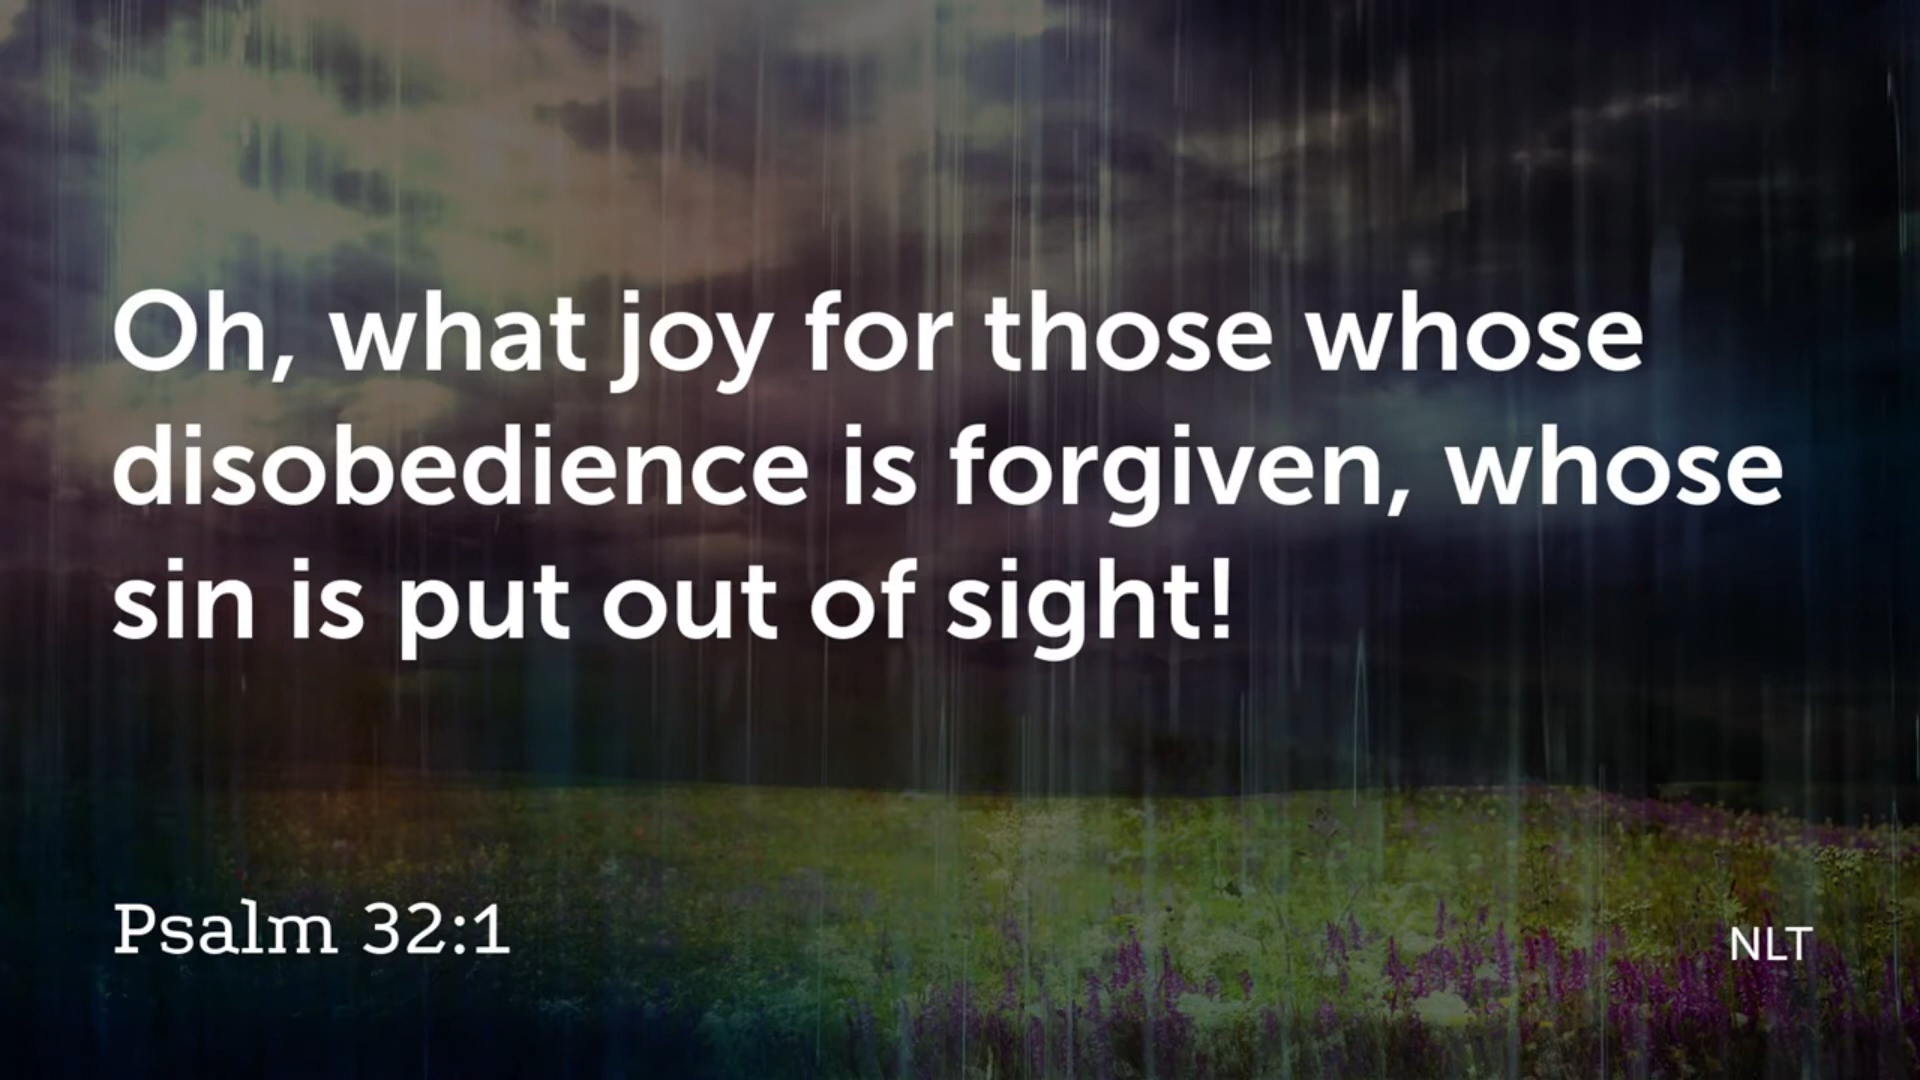 Oh, what joy for those whose
disobedience is forgiven, whose
sin is put out of sight!
Psalm 32:1
NLT